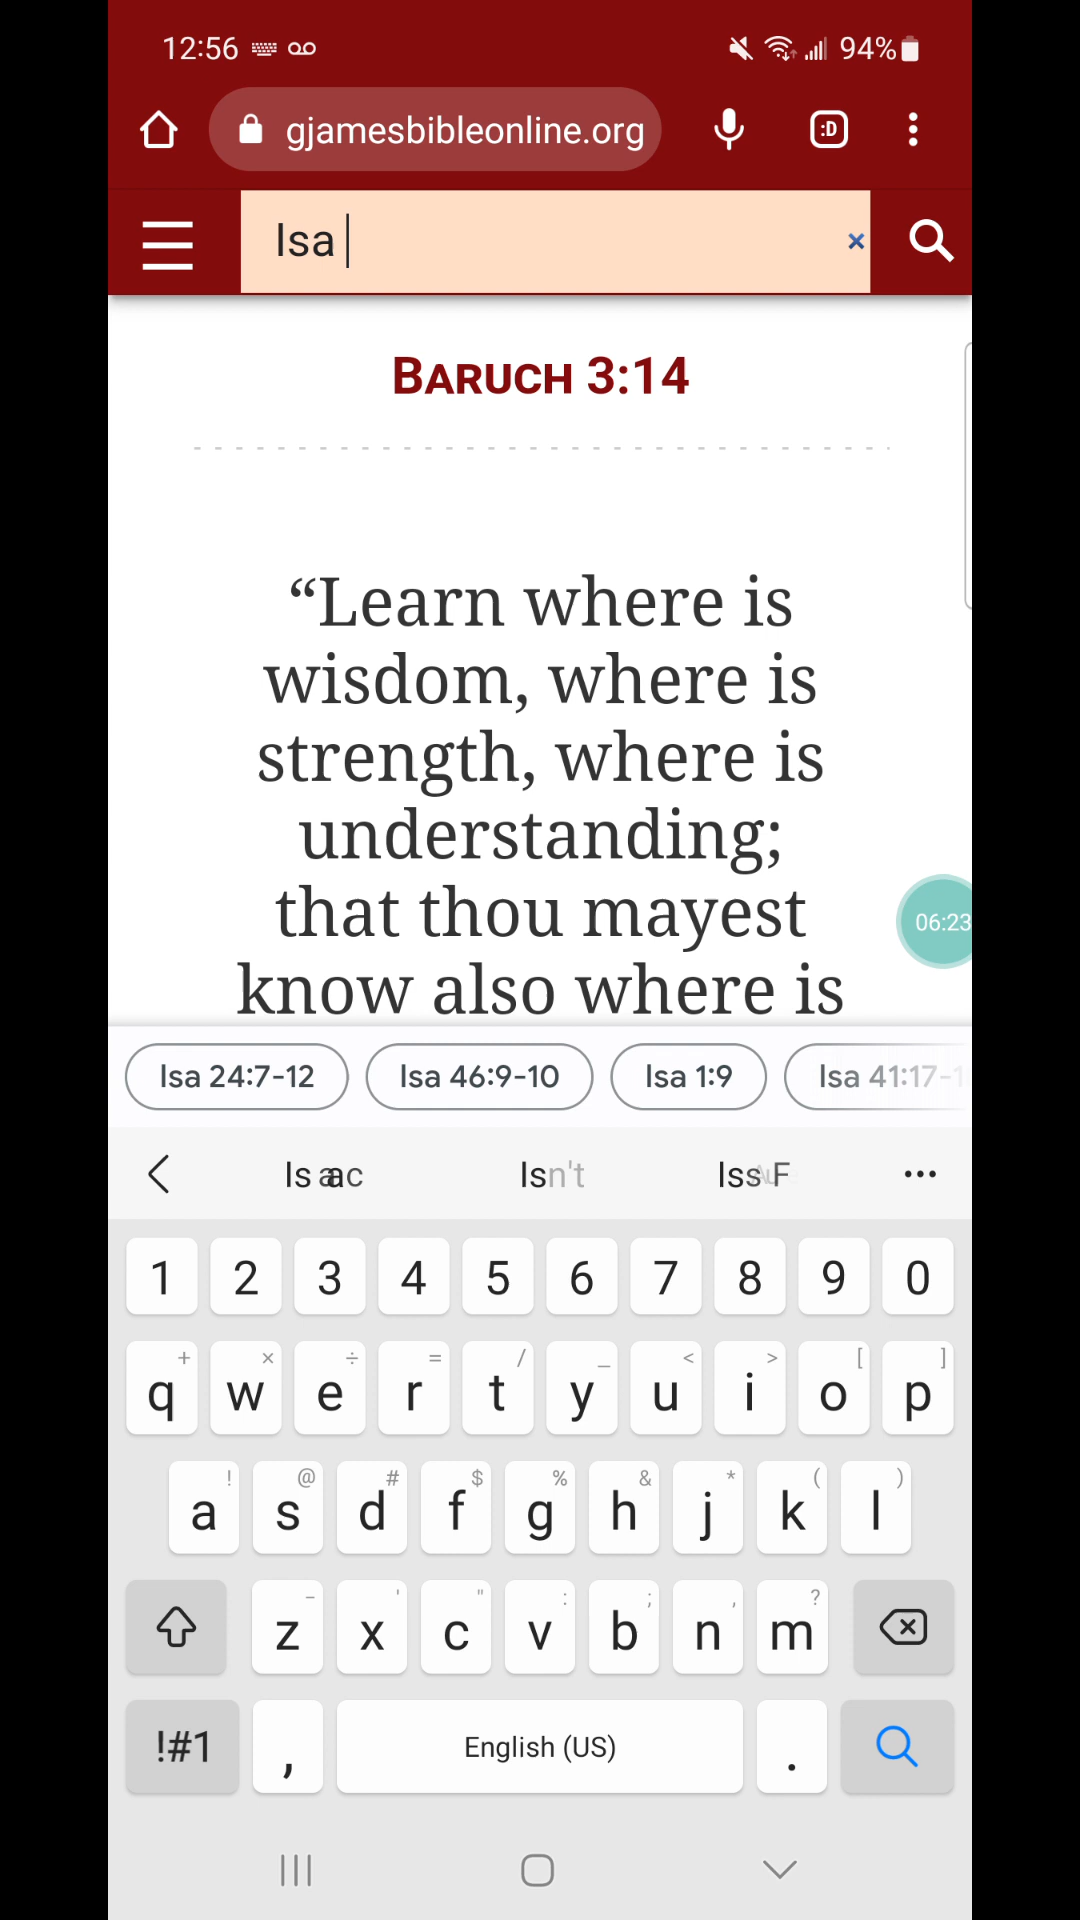 12:56 94%
gjamesbibleonline.org :D
Isa ×
BARUCH 3:14
“Learn where is
wisdom, where is
strength, where is
understanding;
that thou mayest
06:23
know also where is
Isa 24:7-12 Isa 46:9-10 Isa 1:9 Isa 41:17-1
Isn't
1 2 3 4 5 6 7 8 9 0
+ × ÷ = / _ < > [ ]
q w e r t y u i o p
! @ # $ % & * ( )
a s d f g h j k l
- ' " : ; , ?
z x c v b n m
!#1 , English (US) .